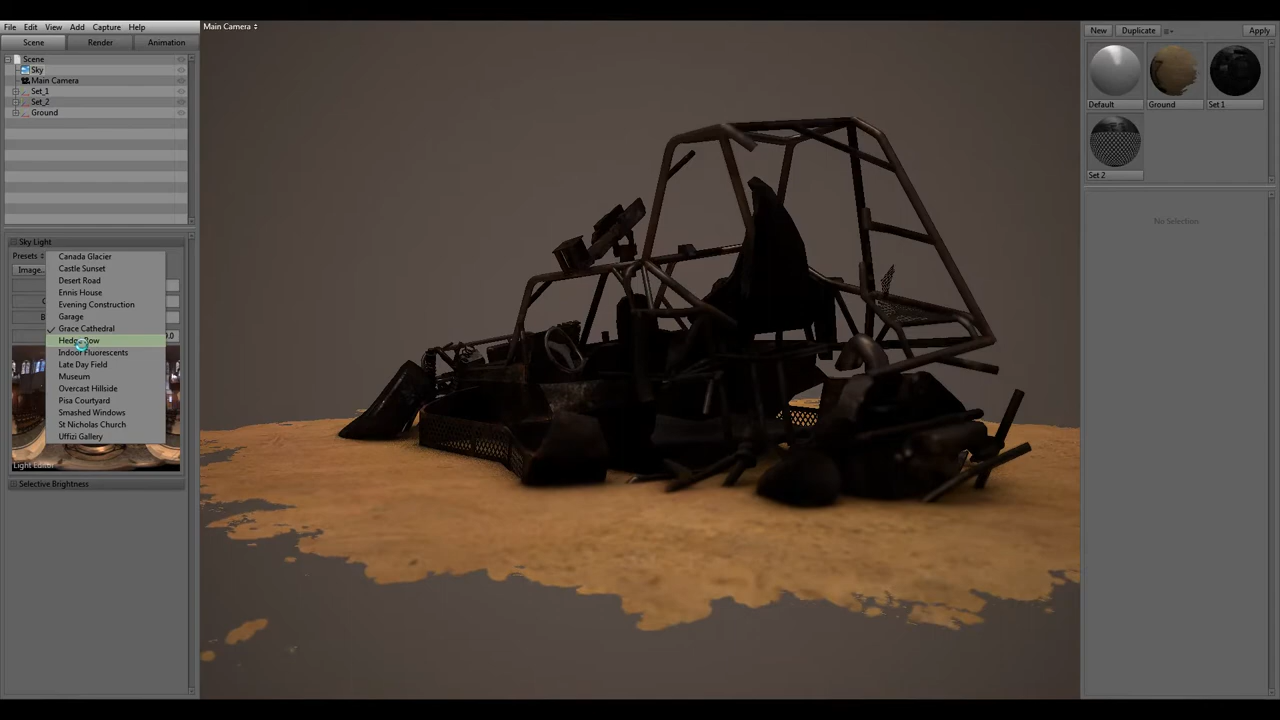 File Edit View Add Capture Help
Main Camera
New Duplicate Apply
Scene Render Animation
Scene
Sky
Main Camera
Set_1
Set_2
Ground
Default Ground Set 1
Set 2
No Selection
Sky Light
Presets
Image...
Canada Glacier
Castle Sunset
Desert Road
Ennis House
Evening Construction
Garage
Grace Cathedral
Indoor Fluorescents
Late Day Field
Museum
Overcast Hillside
Pisa Courtyard
Smashed Windows
St Nicholas Church
Uffizi Gallery
Light Editor
Selective Brightness